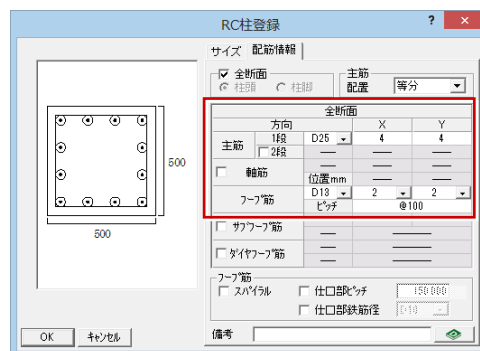 RC柱登録
? ×
サイズ 配筋情報
全断面
柱頭 柱脚
主筋
配置 等分
全断面
方向 X Y
主筋 1段 D25 4 4
2段
軸筋
位置mm
フープ筋 D13 2 2
ピッチ @100
サブフープ筋
ダイヤフープ筋
フープ筋
スパイラル 仕口部ピッチ 150.000
仕口部鉄筋径 D10
備考
500
500
OK キャンセル